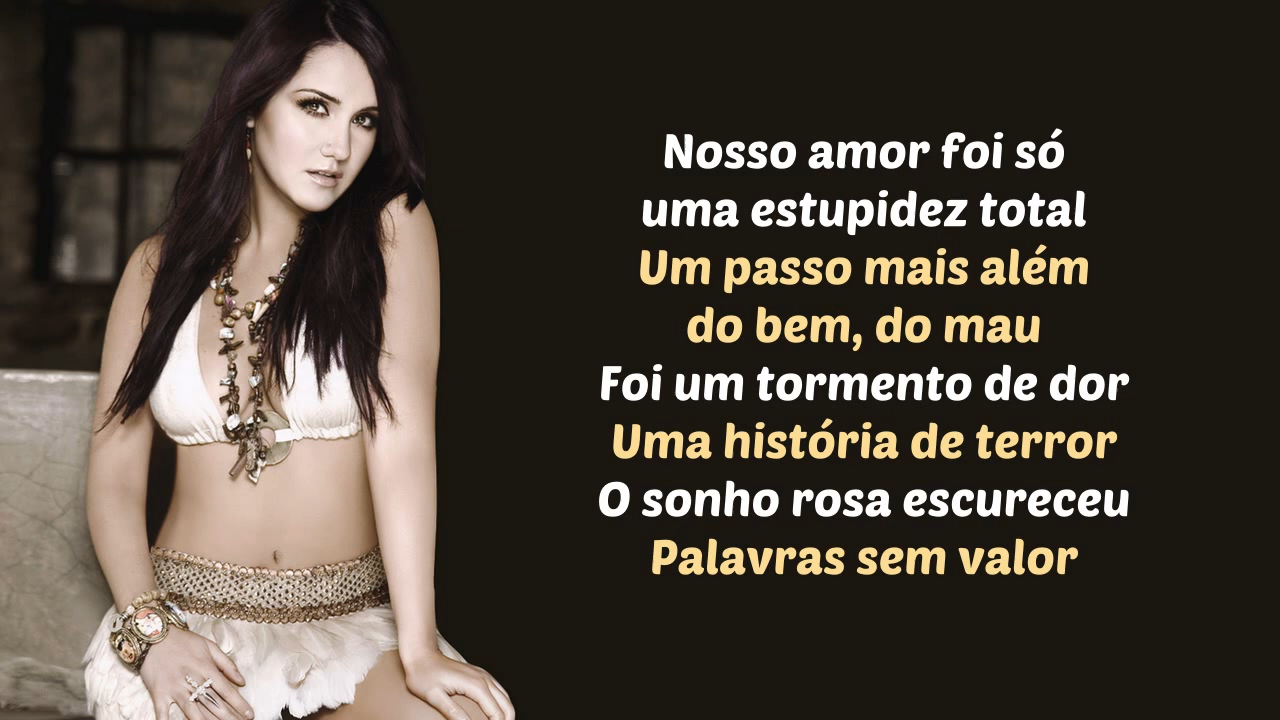 Nosso amor foi só
uma estupidez total
Um passo mais além
do bem, do mau
Foi um tormento de dor
Uma história de terror
O sonho rosa escureceu
Palavras sem valor